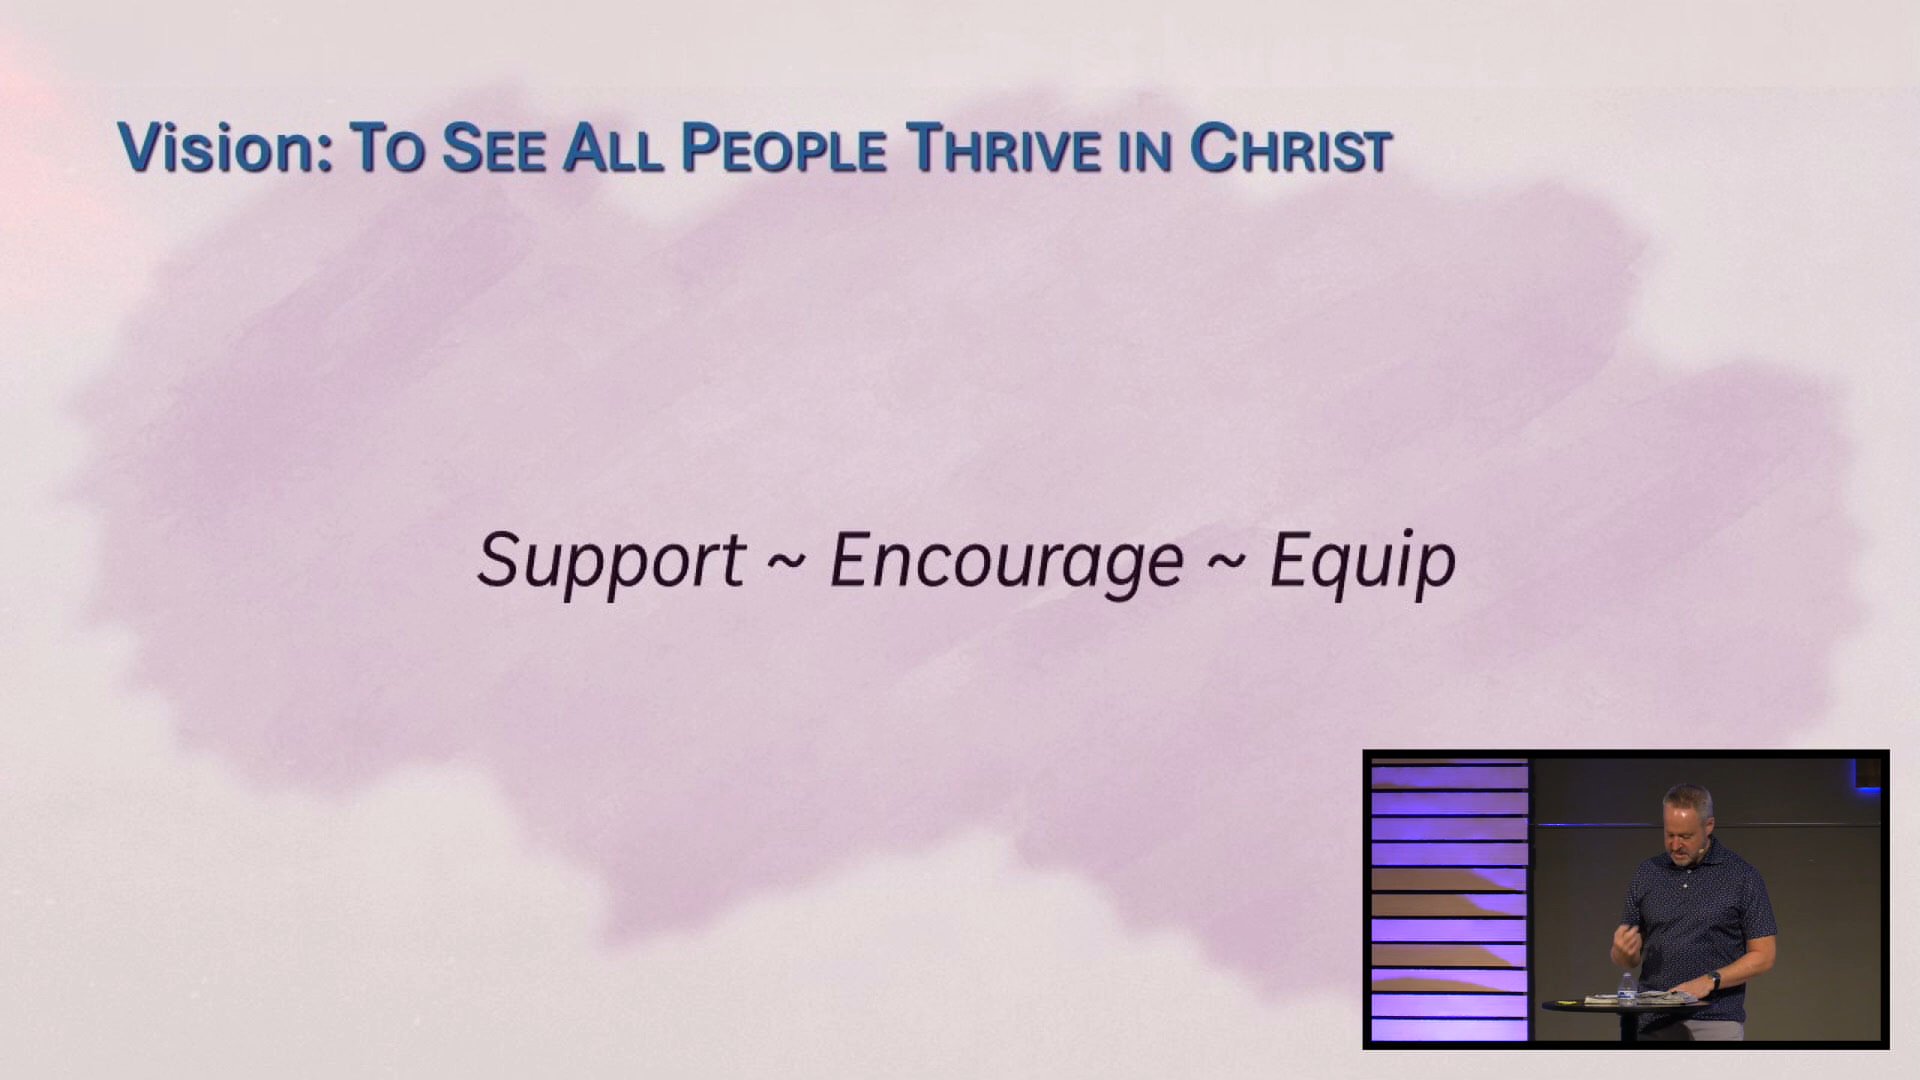 Vision: To See All People Thrive in Christ
Support ~ Encourage ~ Equip